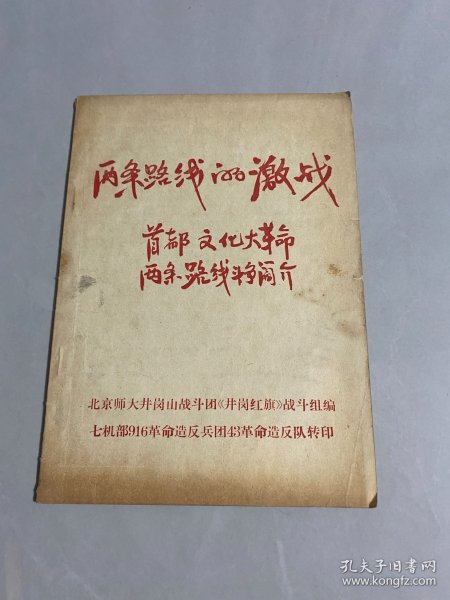 两条路线的激战
首都文化大革命
两条路线斗争简介
北京师大井岗山战斗团《井岗红旗》战斗组编
七机部916革命造反兵团43革命造反队转印
孔夫子旧书网
www.kongfz.com